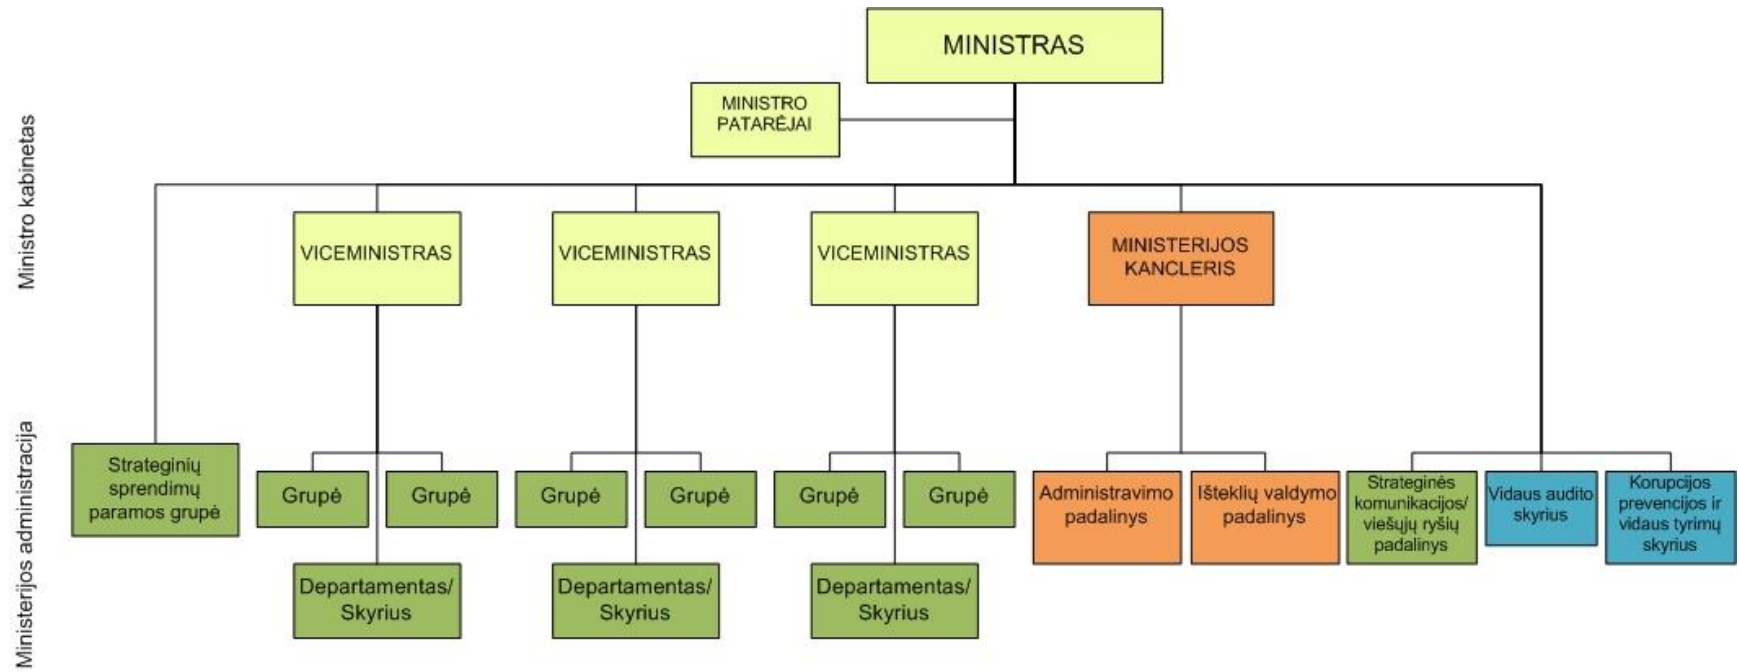 MINISTRAS
MINISTRO
PATARĖJAI
Ministro kabinetas
VICEMINISTRAS
VICEMINISTRAS
VICEMINISTRAS
MINISTERIJOS
KANCLERIS
Ministerijos administracija
Strateginių
sprendimų
paramos grupė
Grupė
Grupė
Grupė
Grupė
Grupė
Grupė
Administravimo
padalinys
Išteklių valdymo
padalinys
Strateginės
komunikacijos/
viešųjų ryšių
padalinys
Vidaus audito
skyrius
Korupcijos
prevencijos ir
vidaus tyrimų
skyrius
Departamentas/
Skyrius
Departamentas/
Skyrius
Departamentas/
Skyrius